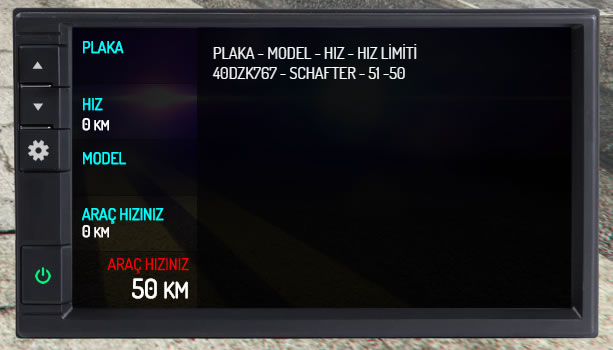 PLAKA
HIZ
0 KM
MODEL
ARAÇ HIZINIZ
0 KM
ARAÇ HIZINIZ
50 KM
PLAKA - MODEL - HIZ - HIZ LİMİTİ
40DZK767 - SCHAFTER - 51 -50